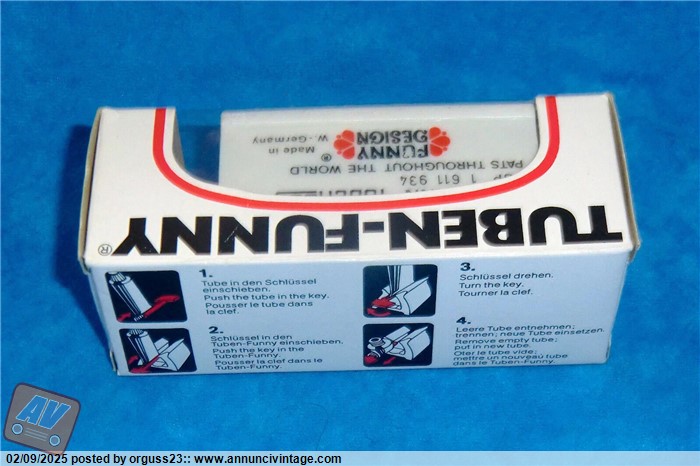 Made in
W.-Germany
FUNNY
DESIGN
®
PATS THROUGHOUT THE WORLD
1 611 934
TUBEN-FUNNY®
1.
Tube in den Schlüssel
einschieben.
Push the tube in the key.
Pousser le tube dans
la clef.
2.
Schlüssel in den
Tuben-Funny einschieben.
Push the key in the
Tuben-Funny.
Pousser la clef dans le
Tuben-Funny.
3.
Schlüssel drehen.
Turn the key.
Tourner la clef.
4.
Leere Tube entnehmen;
trennen; neue Tube einsetzen.
Remove empty tube;
put in new tube.
Oter le tube vide;
mettre un nouveau tube
dans le Tuben-Funny.
AV
02/09/2025 posted by orguss23:: www.annuncivintage.com